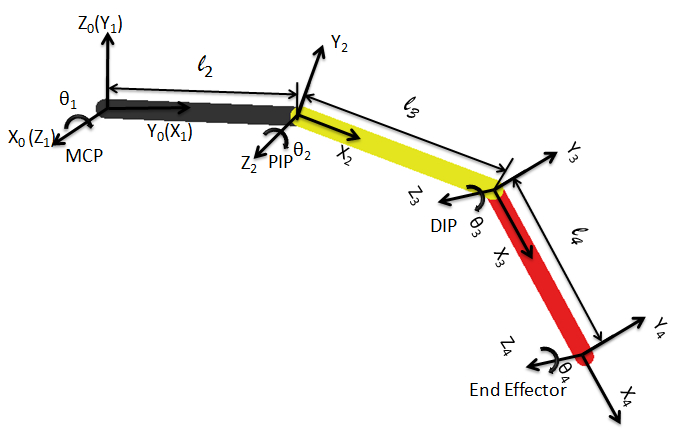 Z₀(Y₁)
l₂
Y₂
θ₁
l₃
X₀(Z₁)
MCP
Y₀(X₁)
Z₂
PIP
θ₂
X₂
Y₃
Z₃
DIP
θ₃
X₃
l₄
Z₄
θ₄
Y₄
End Effector
X₄